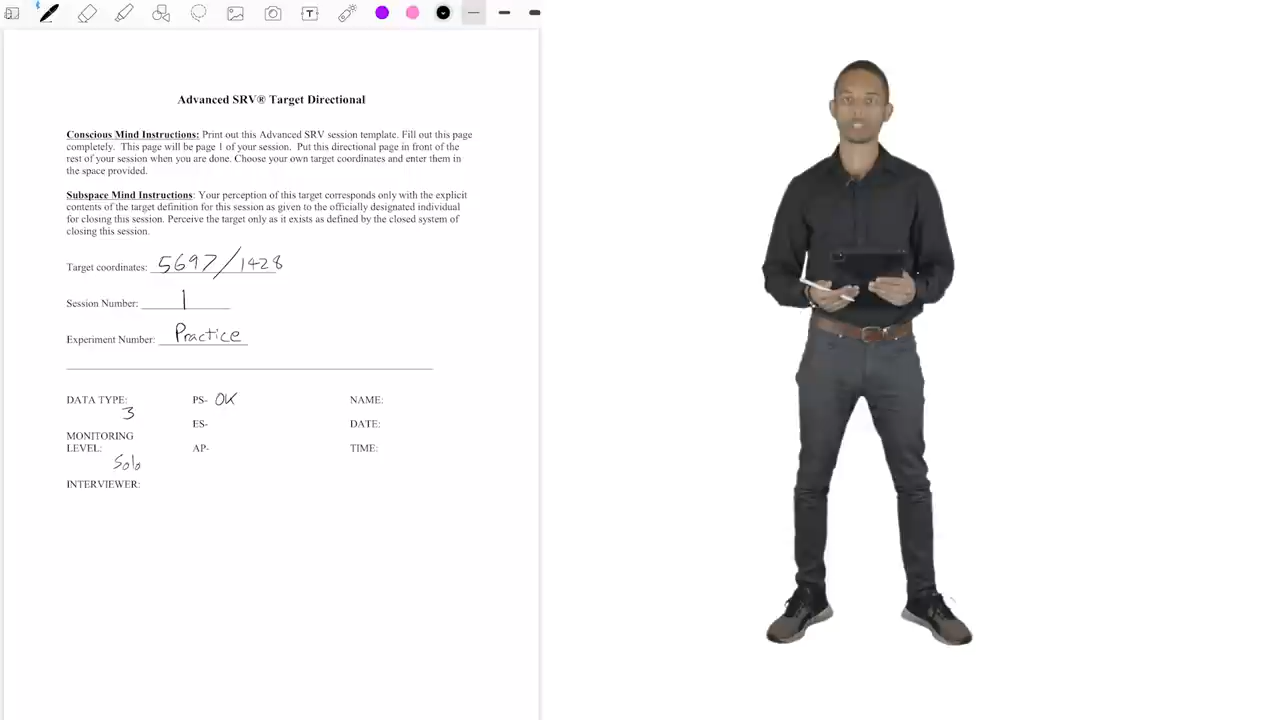 Advanced SRV® Target Directional
Conscious Mind Instructions: Print out this Advanced SRV session template. Fill out this page
completely. This page will be page 1 of your session. Put this directional page in front of the
rest of your session when you are done. Choose your own target coordinates and enter them in
the space provided.
Subspace Mind Instructions: Your perception of this target corresponds only with the explicit
contents of the target definition for this session as given to the officially designated individual
for closing this session. Perceive the target only as it exists as defined by the closed system of
closing this session.
Target coordinates: 5697/1428
Session Number: 1
Experiment Number: Practice
DATA TYPE: 3
PS- OK
NAME:
ES-
DATE:
MONITORING
LEVEL: Solo
AP-
TIME:
INTERVIEWER: